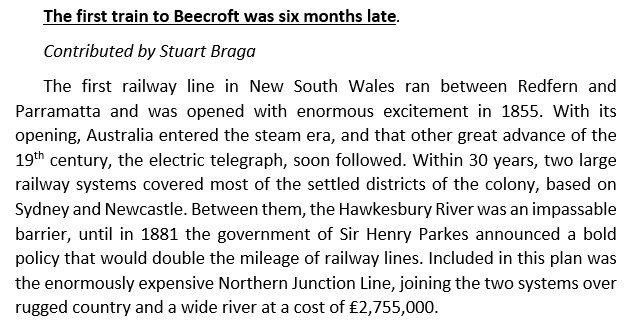 The first train to Beecroft was six months late.
Contributed by Stuart Braga
The first railway line in New South Wales ran between Redfern and
Parramatta and was opened with enormous excitement in 1855. With its
opening, Australia entered the steam era, and that other great advance of the
19th century, the electric telegraph, soon followed. Within 30 years, two large
railway systems covered most of the settled districts of the colony, based on
Sydney and Newcastle. Between them, the Hawkesbury River was an impassable
barrier, until in 1881 the government of Sir Henry Parkes announced a bold
policy that would double the mileage of railway lines. Included in this plan was
the enormously expensive Northern Junction Line, joining the two systems over
rugged country and a wide river at a cost of £2,755,000.